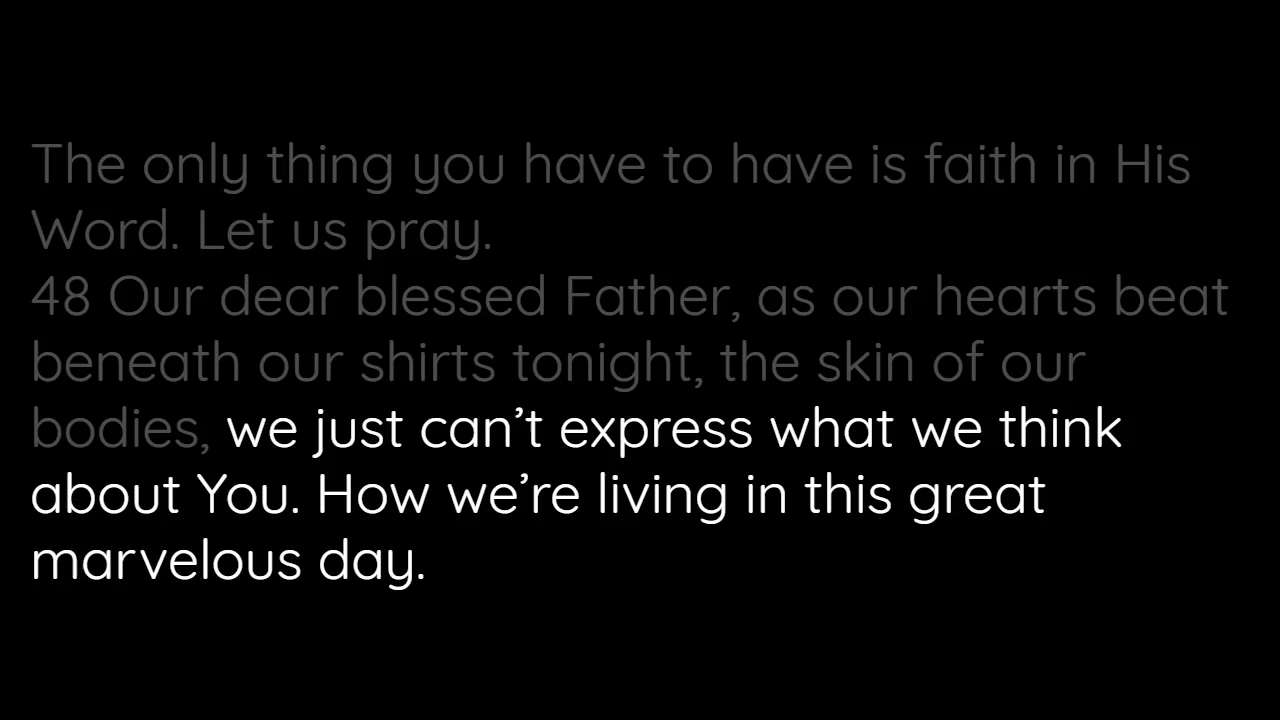 The only thing you have to have is faith in His
Word. Let us pray.
48 Our dear blessed Father, as our hearts beat
beneath our shirts tonight, the skin of our
bodies, we just can’t express what we think
about You. How we’re living in this great
marvelous day.